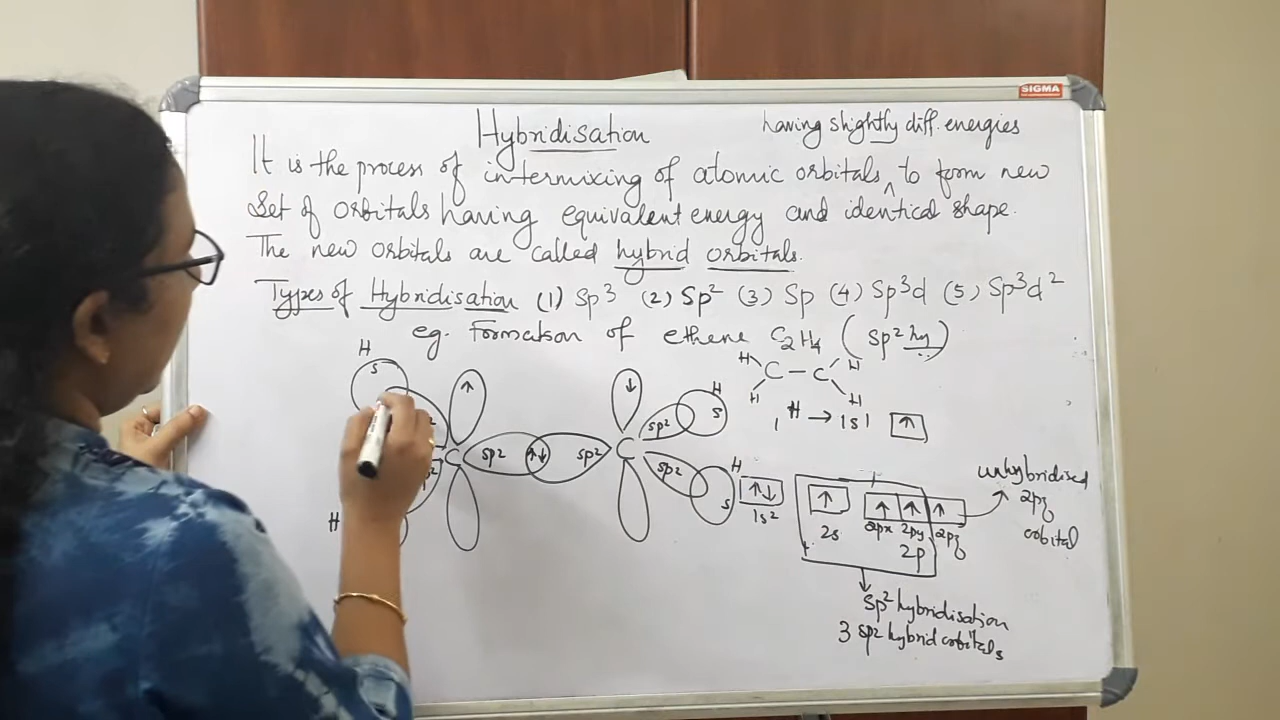 SIGMA
Hybridisation
having slightly diff. energies
It is the process of intermixing of atomic orbitals ^ to form new
Set of orbitals having equivalent energy and identical shape.
The new orbitals are called hybrid orbitals.
Types of Hybridisation (1) Sp3 (2) Sp2 (3) Sp (4) Sp3d (5) Sp3d2
eg. Formation of ethene C2H4 (Sp2 hy)
H H
C – C
H H
1H → 1s1 ↑
H
S
↑
↓
H
S
sp2
C
sp2
↑↓
sp2
C
sp2
H
S
H
↑↓
1s2
↑
2s
↑ ↑ ↑
2px 2py 2pz
2p
unhybridised
2pz
orbital
Sp2 hybridisation
3 sp2 hybrid orbitals